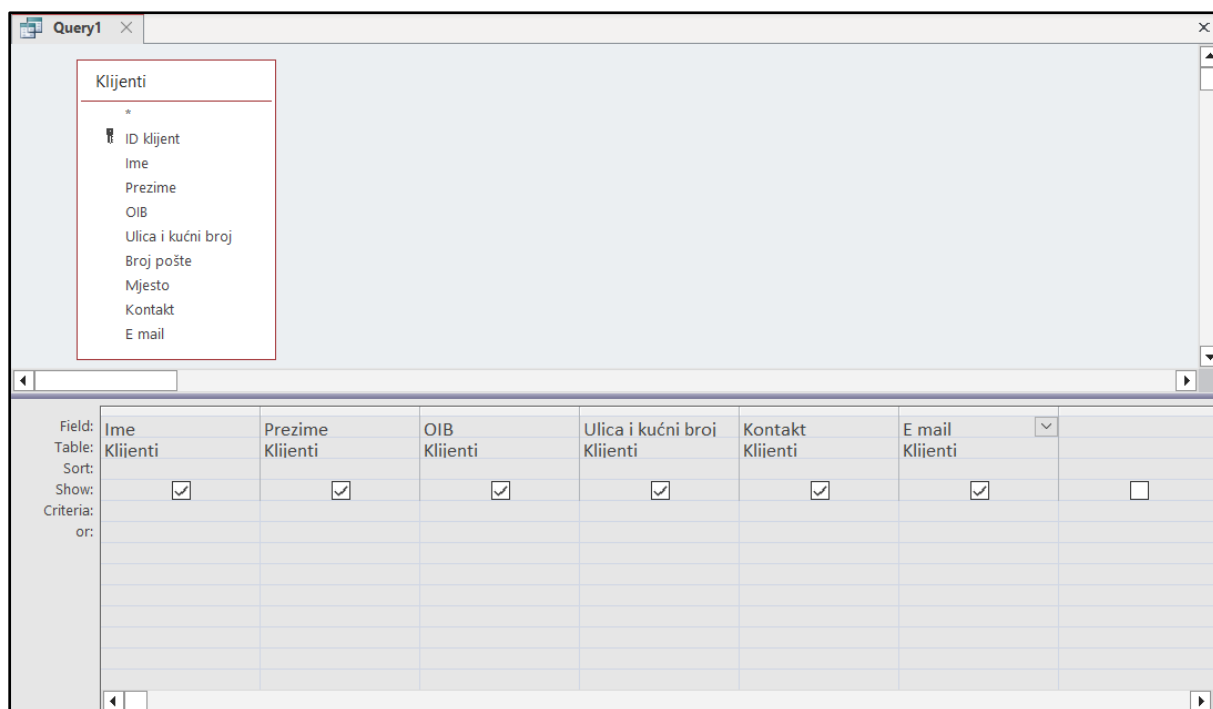 Query1
Klijenti
*
ID klijent
Ime
Prezime
OIB
Ulica i kućni broj
Broj pošte
Mjesto
Kontakt
E mail
Field: Ime Prezime OIB Ulica i kućni broj Kontakt E mail
Table: Klijenti Klijenti Klijenti Klijenti Klijenti Klijenti
Sort:
Show:
Criteria:
or: